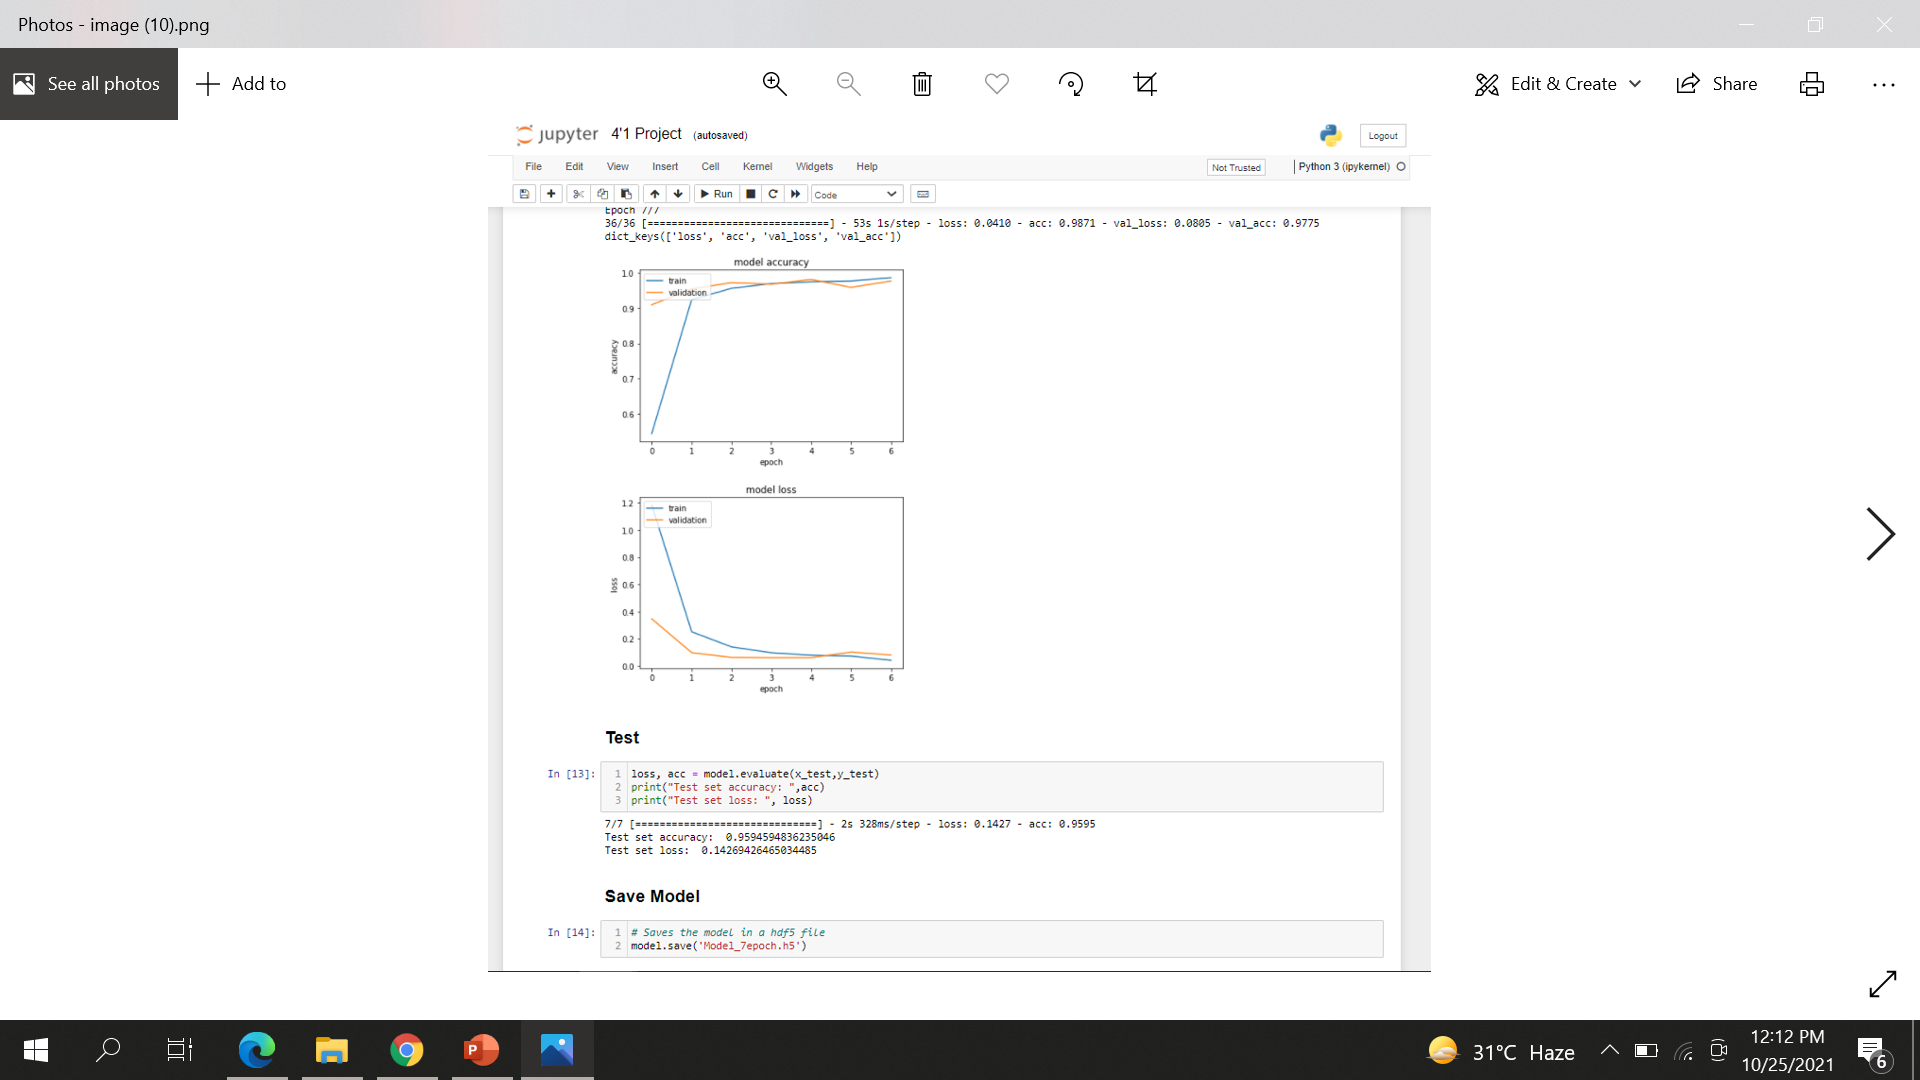 Photos - image (10).png
See all photos
Add to
Edit & Create
Share
jupyter 4'1 Project (autosaved)
Logout
File Edit View Insert Cell Kernel Widgets Help
Not Trusted
Python 3 (ipykernel)
Run
Code
Epoch 7/7
36/36 [==============================] - 53s 1s/step - loss: 0.0410 - acc: 0.9871 - val_loss: 0.0805 - val_acc: 0.9775
dict_keys(['loss', 'acc', 'val_loss', 'val_acc'])
model accuracy
train
validation
1.0
0.9
0.8
0.7
0.6
accuracy
0 1 2 3 4 5 6
epoch
model loss
train
validation
1.2
1.0
0.8
0.6
0.4
0.2
0.0
loss
0 1 2 3 4 5 6
epoch
Test
In [13]:
1 loss, acc = model.evaluate(x_test,y_test)
2 print("Test set accuracy: ",acc)
3 print("Test set loss: ", loss)
7/7 [==============================] - 2s 328ms/step - loss: 0.1427 - acc: 0.9595
Test set accuracy:  0.9594594836235046
Test set loss:  0.14269426465034485
Save Model
In [14]:
1 # Saves the model in a hdf5 file
2 model.save('Model_7epoch.h5')
P
31°C Haze
12:12 PM
10/25/2021
6